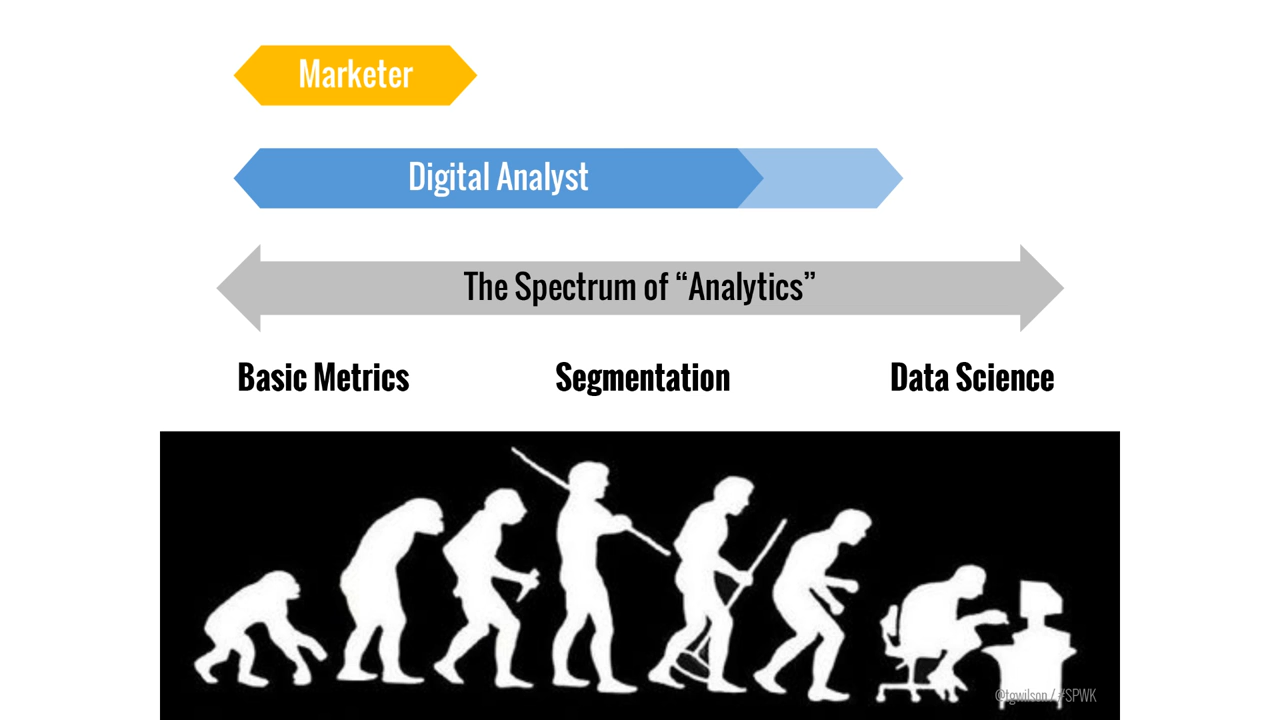 Marketer
Digital Analyst
The Spectrum of “Analytics”
Basic Metrics Segmentation Data Science
@tgwilson / #SPWK